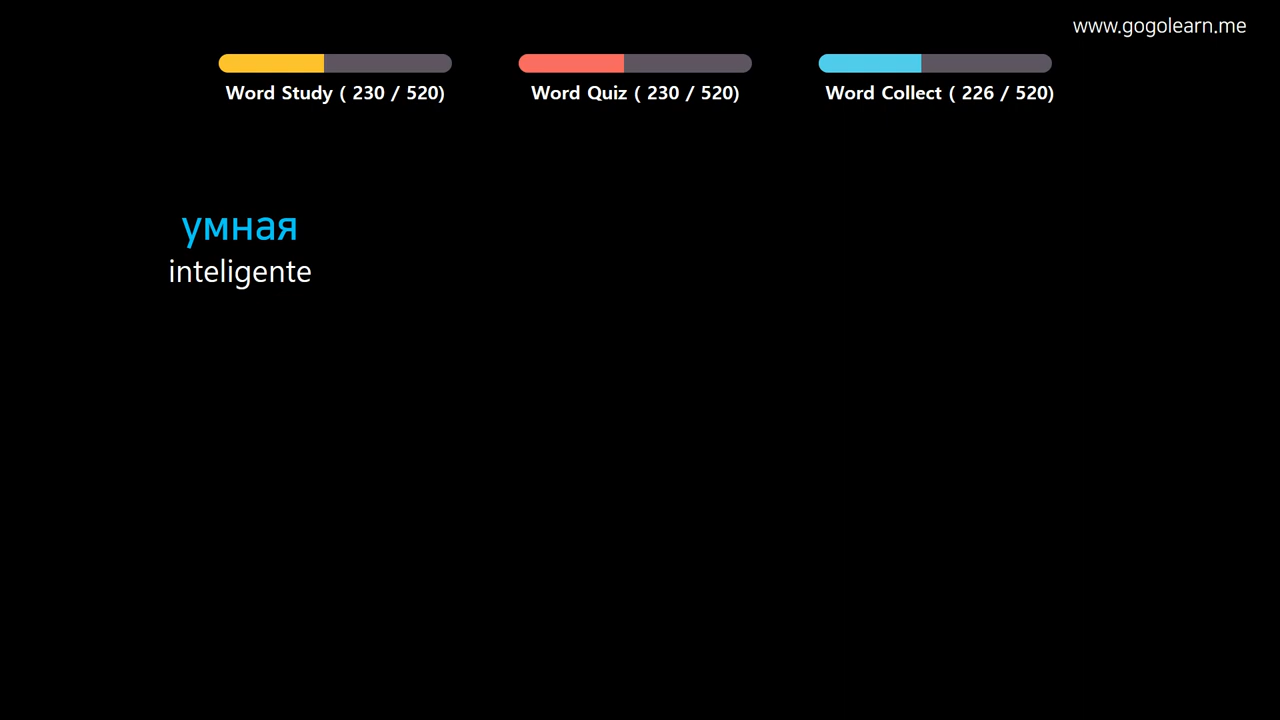 www.gogolearn.me
Word Study ( 230 / 520)
Word Quiz ( 230 / 520)
Word Collect ( 226 / 520)
умная
inteligente